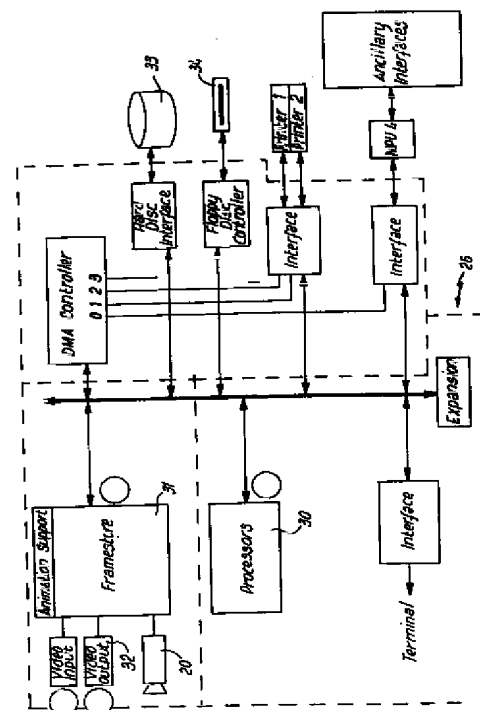 33
34
DMA Controller
0 1 2 3
Hard
Disc
Interface
Floppy
Disc
Controller
Printer 1
Printer 2
Interface
Ancillary
Interfaces
NPU 4
Interface
26
Expansion
Animation Support
Framestore
31
Video
Input
Video
Output
32
20
Processors
30
Interface
Terminal